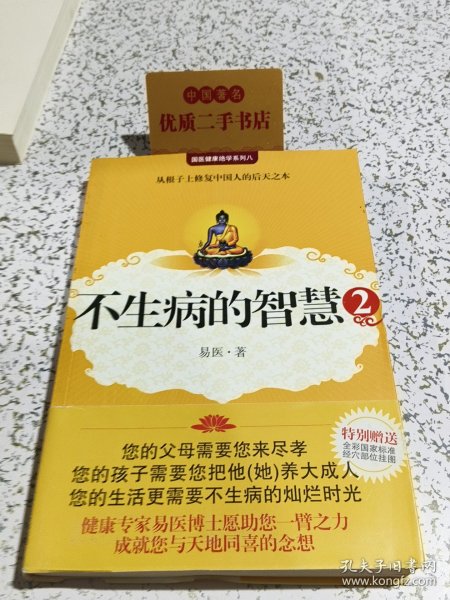 中国著名
优质二手书店
国医健康绝学系列八
从根子上修复中国人的后天之本
不生病的智慧2
易医·著
特别赠送
全彩国家标准
经穴部位挂图
您的父母需要您来尽孝
您的孩子需要您把他(她)养大成人
您的生活更需要不生病的灿烂时光
健康专家易医博士愿助您一臂之力
成就您与天地同喜的念想
孔夫子旧书网
www.kongfz.com